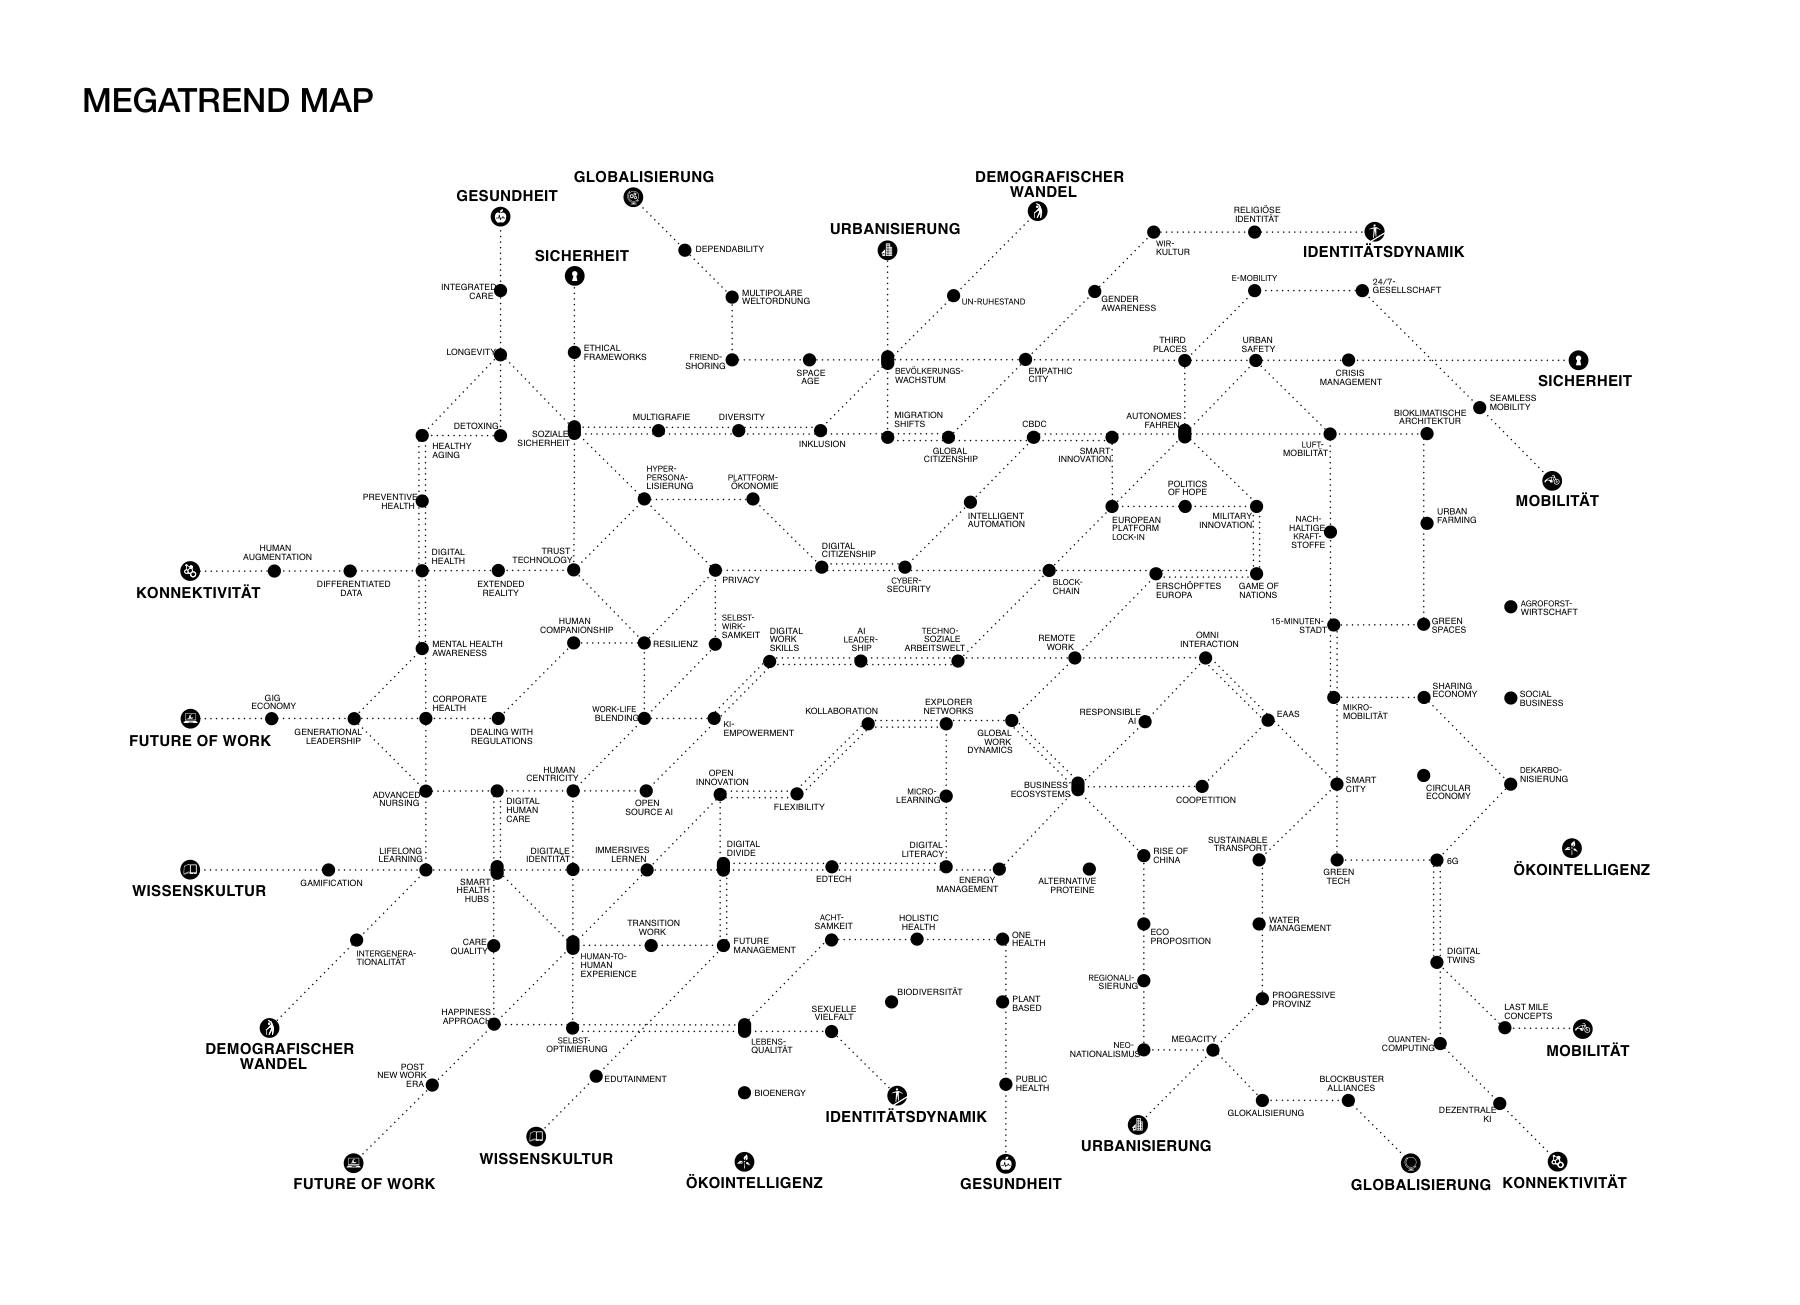 MEGATREND MAP
GLOBALISIERUNG
DEMOGRAFISCHER
WANDEL
GESUNDHEIT
URBANISIERUNG
RELIGIÖSE
IDENTITÄT
WIR-
KULTUR
IDENTITÄTSDYNAMIK
SICHERHEIT
DEPENDABILITY
INTEGRATED
CARE
MULTIPOLARE
WELTORDNUNG
UN-RUHESTAND
GENDER
AWARENESS
E-MOBILITY
24/7-
GESELLSCHAFT
LONGEVITY
ETHICAL
FRAMEWORKS
FRIEND-
SHORING
SPACE
AGE
BEVÖLKERUNGS-
WACHSTUM
EMPATHIC
CITY
THIRD
PLACES
URBAN
SAFETY
CRISIS
MANAGEMENT
SICHERHEIT
SEAMLESS
MOBILITY
DETOXING
HEALTHY
AGING
SOZIALE
SICHERHEIT
MULTIGRAFIE
DIVERSITY
INKLUSION
MIGRATION
SHIFTS
GLOBAL
CITIZENSHIP
CBDC
SMART
INNOVATION
AUTONOMES
FAHREN
LUFT-
MOBILITÄT
BIOKLIMATISCHE
ARCHITEKTUR
MOBILITÄT
PREVENTIVE
HEALTH
HYPER-
PERSONA-
LISIERUNG
PLATTFORM-
ÖKONOMIE
INTELLIGENT
AUTOMATION
EUROPEAN
PLATFORM
LOCK-IN
POLITICS
OF HOPE
MILITARY
INNOVATION
NACH-
HALTIGE
KRAFT-
STOFFE
URBAN
FARMING
KONNEKTIVITÄT
HUMAN
AUGMENTATION
DIFFERENTIATED
DATA
DIGITAL
HEALTH
EXTENDED
REALITY
TRUST
TECHNOLOGY
PRIVACY
DIGITAL
CITIZENSHIP
CYBER-
SECURITY
BLOCK-
CHAIN
ERSCHÖPFTES
EUROPA
GAME OF
NATIONS
AGROFORST-
WIRTSCHAFT
MENTAL HEALTH
AWARENESS
HUMAN
COMPANIONSHIP
RESILIENZ
SELBST-
WIRK-
SAMKEIT
DIGITAL
WORK
SKILLS
AI
LEADER-
SHIP
TECHNO-
SOZIALE
ARBEITSWELT
REMOTE
WORK
OMNI
INTERACTION
15-MINUTEN-
STADT
GREEN
SPACES
FUTURE OF WORK
GIG
ECONOMY
GENERATIONAL
LEADERSHIP
CORPORATE
HEALTH
DEALING WITH
REGULATIONS
WORK-LIFE
BLENDING
KI-
EMPOWERMENT
KOLLABORATION
EXPLORER
NETWORKS
GLOBAL
WORK
DYNAMICS
RESPONSIBLE
AI
EAAS
MIKRO-
MOBILITÄT
SHARING
ECONOMY
SOCIAL
BUSINESS
ADVANCED
NURSING
DIGITAL
HUMAN
CARE
HUMAN
CENTRICITY
OPEN
SOURCE AI
OPEN
INNOVATION
FLEXIBILITY
MICRO-
LEARNING
BUSINESS
ECOSYSTEMS
COOPETITION
SMART
CITY
CIRCULAR
ECONOMY
DEKARBO-
NISIERUNG
WISSENSKULTUR
GAMIFICATION
LIFELONG
LEARNING
SMART
HEALTH
HUBS
DIGITALE
IDENTITÄT
IMMERSIVES
LERNEN
DIGITAL
DIVIDE
EDTECH
DIGITAL
LITERACY
ENERGY
MANAGEMENT
ALTERNATIVE
PROTEINE
RISE OF
CHINA
SUSTAINABLE
TRANSPORT
GREEN
TECH
6G
ÖKOINTELLIGENZ
INTERGENERA-
TIONALITÄT
CARE
QUALITY
HUMAN-TO-
HUMAN
EXPERIENCE
TRANSITION
WORK
FUTURE
MANAGEMENT
ACHT-
SAMKEIT
HOLISTIC
HEALTH
ONE
HEALTH
ECO
PROPOSITION
WATER
MANAGEMENT
DIGITAL
TWINS
DEMOGRAFISCHER
WANDEL
HAPPINESS
APPROACH
SELBST-
OPTIMIERUNG
LEBENS-
QUALITÄT
SEXUELLE
VIELFALT
BIODIVERSITÄT
PLANT
BASED
REGIONALI-
SIERUNG
PROGRESSIVE
PROVINZ
LAST MILE
CONCEPTS
MOBILITÄT
NEO-
NATIONALISMUS
MEGACITY
QUANTEN-
COMPUTING
POST
NEW WORK
ERA
EDUTAINMENT
BIOENERGY
IDENTITÄTSDYNAMIK
PUBLIC
HEALTH
GLOKALISIERUNG
BLOCKBUSTER
ALLIANCES
DEZENTRALE
KI
URBANISIERUNG
WISSENSKULTUR
FUTURE OF WORK
ÖKOINTELLIGENZ
GESUNDHEIT
GLOBALISIERUNG
KONNEKTIVITÄT